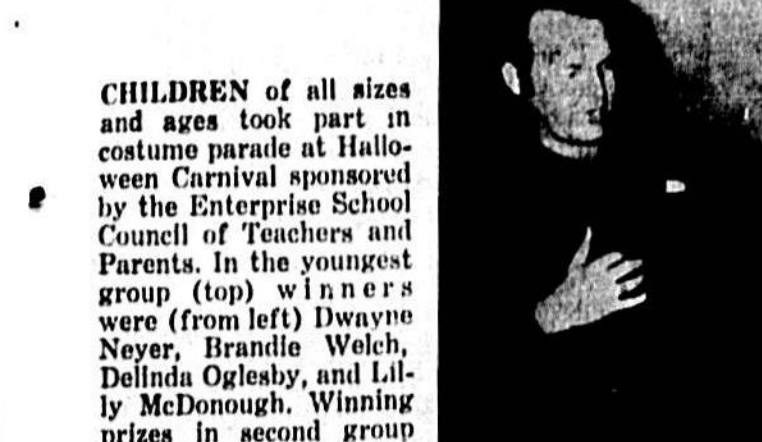 CHILDREN of all sizes
and ages took part in
costume parade at Hallo-
ween Carnival sponsored
by the Enterprise School
Council of Teachers and
Parents. In the youngest
group (top) winners
were (from left) Dwayne
Neyer, Brandie Welch,
Delinda Oglesby, and Lil-
ly McDonough. Winning
prizes in second group